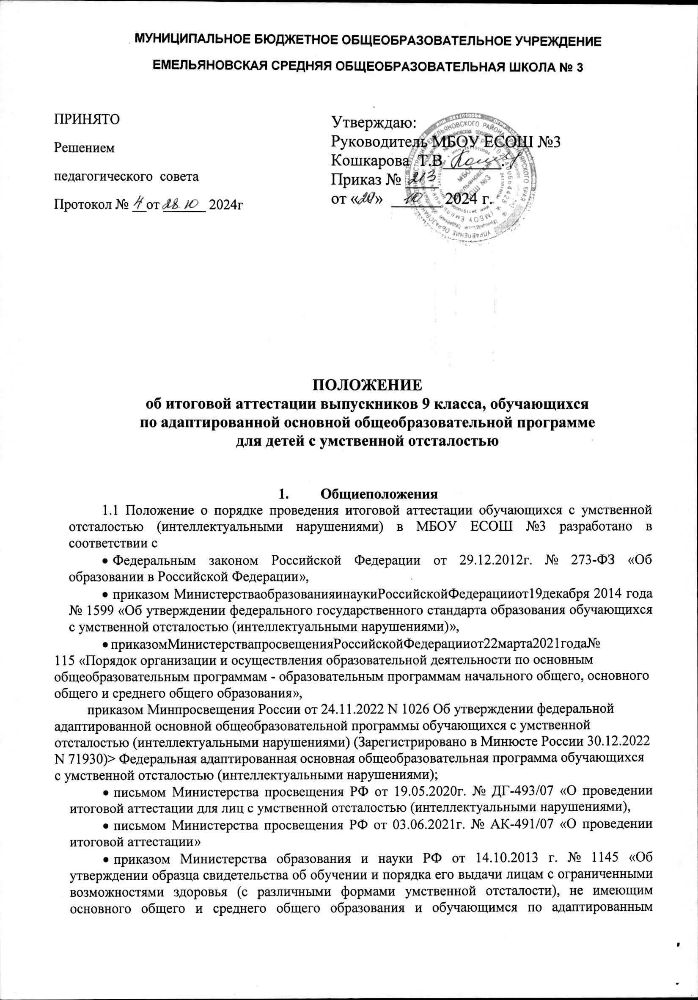 МУНИЦИПАЛЬНОЕ БЮДЖЕТНОЕ ОБЩЕОБРАЗОВАТЕЛЬНОЕ УЧРЕЖДЕНИЕ
ЕМЕЛЬЯНОВСКАЯ СРЕДНЯЯ ОБЩЕОБРАЗОВАТЕЛЬНАЯ ШКОЛА № 3
ПРИНЯТО
Решением
педагогического совета
Протокол № 4 от 28 10 2024г
Утверждаю:
Руководитель МБОУ ЕСОШ №3
Кошкарова Т.В
Приказ № 213
от «29» 10 2024 г.
ПОЛОЖЕНИЕ
об итоговой аттестации выпускников 9 класса, обучающихся
по адаптированной основной общеобразовательной программе
для детей с умственной отсталостью
1. Общиеположения
1.1 Положение о порядке проведения итоговой аттестации обучающихся с умственной
отсталостью (интеллектуальными нарушениями) в МБОУ ЕСОШ №3 разработано в
соответствии с
• Федеральным законом Российской Федерации от 29.12.2012г. № 273-ФЗ «Об
образовании в Российской Федерации»,
• приказом МинистерстваобразованияинаукиРоссийскойФедерацииот19декабря 2014 года
№ 1599 «Об утверждении федерального государственного стандарта образования обучающихся
с умственной отсталостью (интеллектуальными нарушениями)»,
• приказомМинистерствапросвещенияРоссийскойФедерацииот22марта2021года№
115 «Порядок организации и осуществления образовательной деятельности по основным
общеобразовательным программам - образовательным программам начального общего, основного
общего и среднего общего образования»,
приказом Минпросвещения России от 24.11.2022 N 1026 Об утверждении федеральной
адаптированной основной общеобразовательной программы обучающихся с умственной
отсталостью (интеллектуальными нарушениями) (Зарегистрировано в Минюсте России 30.12.2022
N 71930)> Федеральная адаптированная основная общеобразовательная программа обучающихся
с умственной отсталостью (интеллектуальными нарушениями);
• письмом Министерства просвещения РФ от 19.05.2020г. № ДГ-493/07 «О проведении
итоговой аттестации для лиц с умственной отсталостью (интеллектуальными нарушениями),
• письмом Министерства просвещения РФ от 03.06.2021г. № АК-491/07 «О проведении
итоговой аттестации»
• приказом Министерства образования и науки РФ от 14.10.2013 г. № 1145 «Об
утверждении образца свидетельства об обучении и порядка его выдачи лицам с ограниченными
возможностями здоровья (с различными формами умственной отсталости), не имеющим
основного общего и среднего общего образования и обучающимся по адаптированным